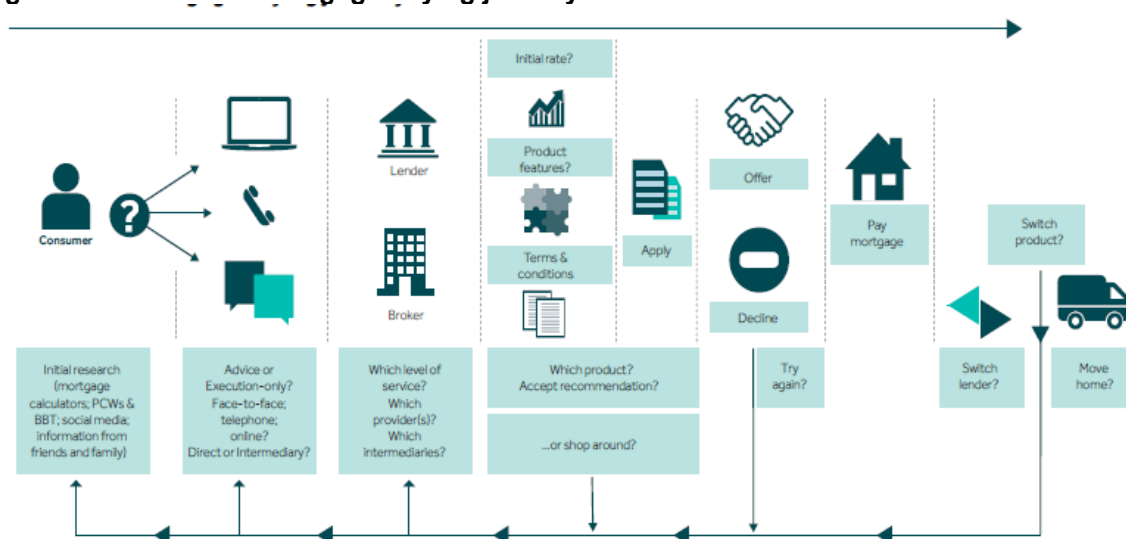 Initial rate?
Product
features?
Terms &
conditions
Lender
Broker
Consumer
?
Apply
Offer
Decline
Pay
mortgage
Switch
product?
Initial research
(mortgage
calculators; PCWs &
BBT; social media;
information from
friends and family)
Advice or
Execution-only?
Face-to-face;
telephone;
online?
Direct or Intermediary?
Which level of
service?
Which
provider(s)?
Which
intermediaries?
Which product?
Accept recommendation?
...or shop around?
Try
again?
Switch
lender?
Move
home?